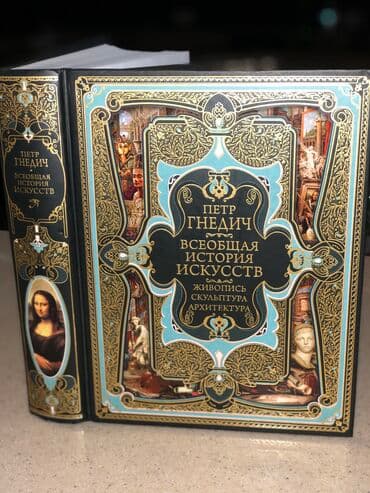 ПЕТР
ГНЕДИЧ
ВСЕОБЩАЯ
ИСТОРИЯ
ИСКУССТВ
ПЕТР
ГНЕДИЧ
ВСЕОБЩАЯ
ИСТОРИЯ
ИСКУССТВ
ЖИВОПИСЬ
СКУЛЬПТУРА
АРХИТЕКТУРА